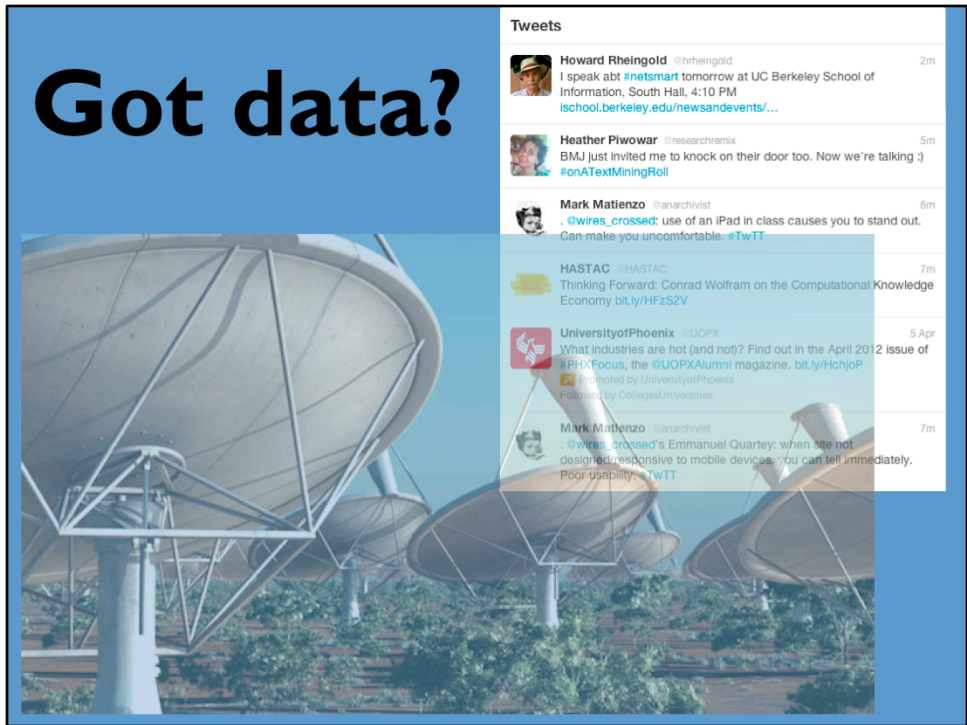 Got data?
Tweets
Howard Rheingold @hrheingold 2m
I speak abt #netsmart tomorrow at UC Berkeley School of
Information, South Hall, 4:10 PM
ischool.berkeley.edu/newsandevents/…
Heather Piwowar @researchremix 5m
BMJ just invited me to knock on their door too. Now we're talking :)
#onATextMiningRoll
Mark Matienzo @anarchivist 6m
. @wires_crossed: use of an iPad in class causes you to stand out.
Can make you uncomfortable. #TwTT
HASTAC @HASTAC 7m
Thinking Forward: Conrad Wolfram on the Computational Knowledge
Economy bit.ly/HFzS2V
UniversityofPhoenix @UOPX 5 Apr
What industries are hot (and not)? Find out in the April 2012 issue of
#PHXFocus, the @UOPXAlumni magazine. bit.ly/HchjoP
Promoted by UniversityofPhoenix
Followed by CollegesUniversities
Mark Matienzo @anarchivist 7m
. @wires_crossed's Emmanuel Quartey: when site not
designed/responsive to mobile devices, you can tell immediately.
Poor usability. #TwTT